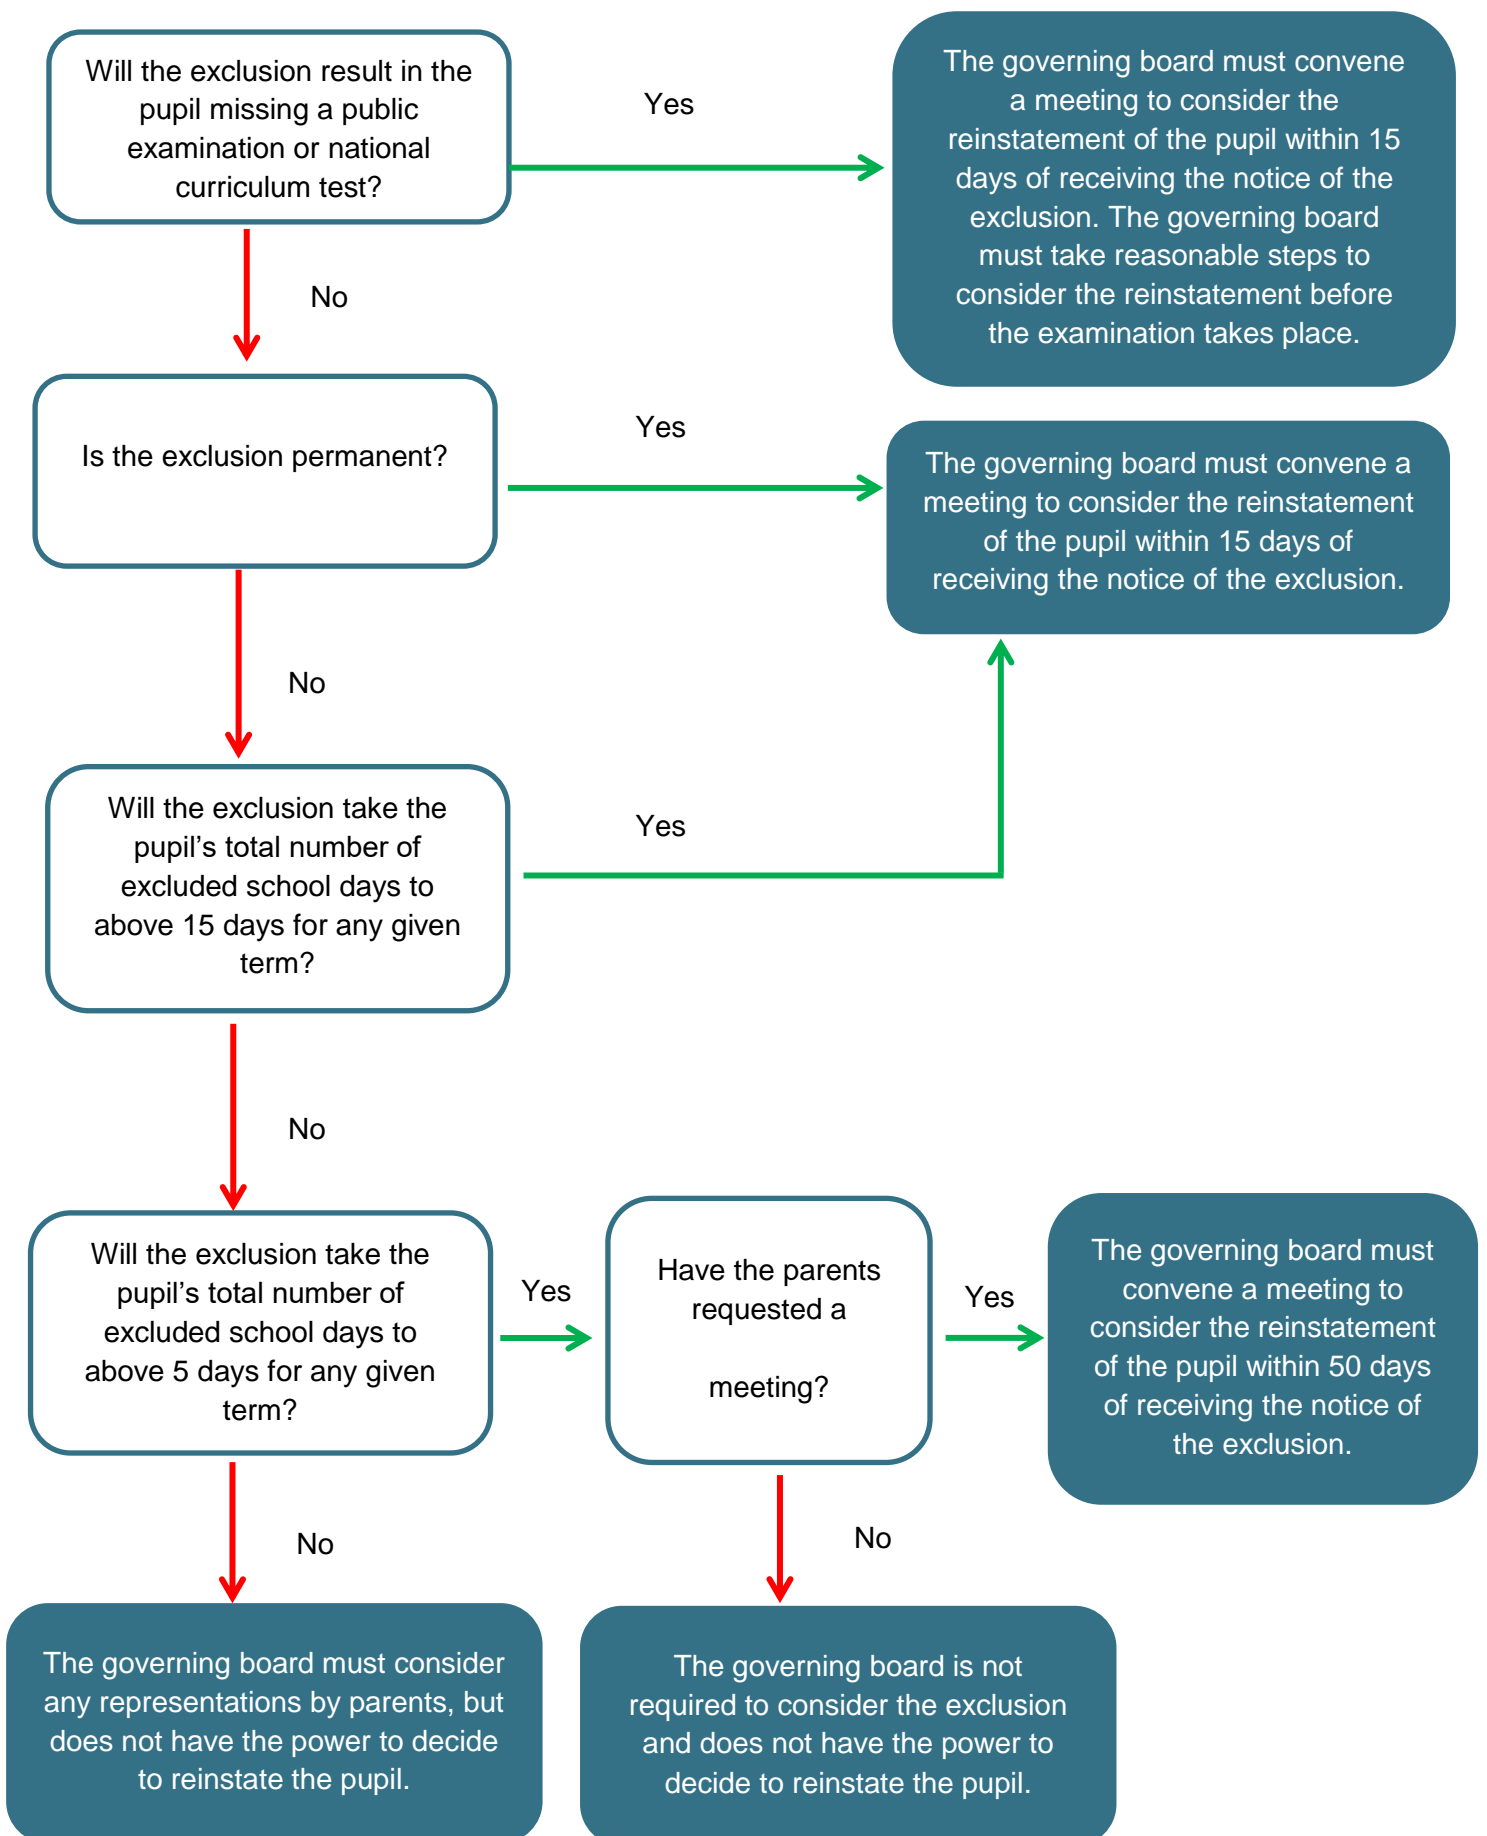 Will the exclusion result in the
pupil missing a public
examination or national
curriculum test?
Yes
The governing board must convene
a meeting to consider the
reinstatement of the pupil within 15
days of receiving the notice of the
exclusion. The governing board
must take reasonable steps to
consider the reinstatement before
the examination takes place.
No
Is the exclusion permanent?
Yes
The governing board must convene a
meeting to consider the reinstatement
of the pupil within 15 days of
receiving the notice of the exclusion.
No
Will the exclusion take the
pupil’s total number of
excluded school days to
above 15 days for any given
term?
Yes
No
Will the exclusion take the
pupil’s total number of
excluded school days to
above 5 days for any given
term?
Yes
Have the parents
requested a
meeting?
Yes
The governing board must
convene a meeting to
consider the reinstatement
of the pupil within 50 days
of receiving the notice of
the exclusion.
No
No
The governing board must consider
any representations by parents, but
does not have the power to decide
to reinstate the pupil.
The governing board is not
required to consider the exclusion
and does not have the power to
decide to reinstate the pupil.